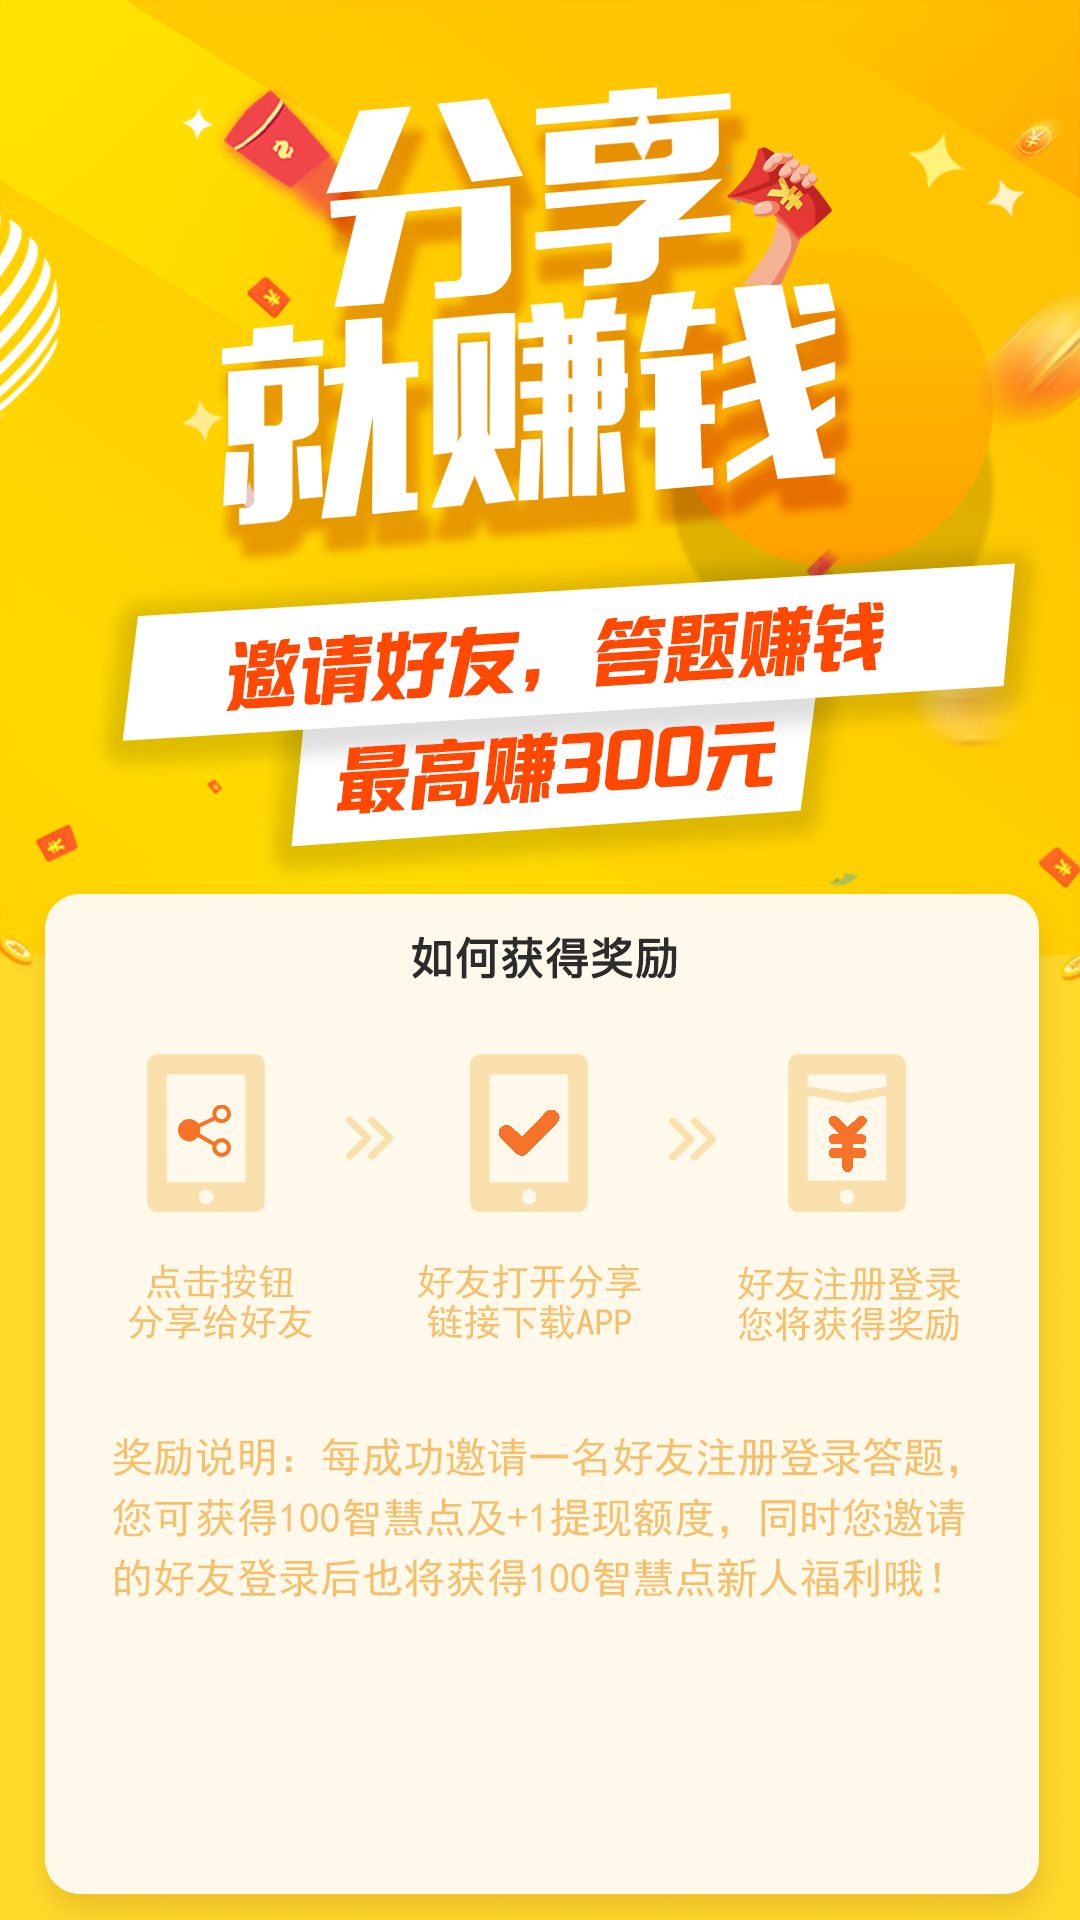 分享
就赚钱
邀请好友，答题赚钱
最高赚300元
如何获得奖励
点击按钮
分享给好友
好友打开分享
链接下载APP
好友注册登录
您将获得奖励
奖励说明：每成功邀请一名好友注册登录答题，
您可获得100智慧点及+1提现额度，同时您邀请
的好友登录后也将获得100智慧点新人福利哦！